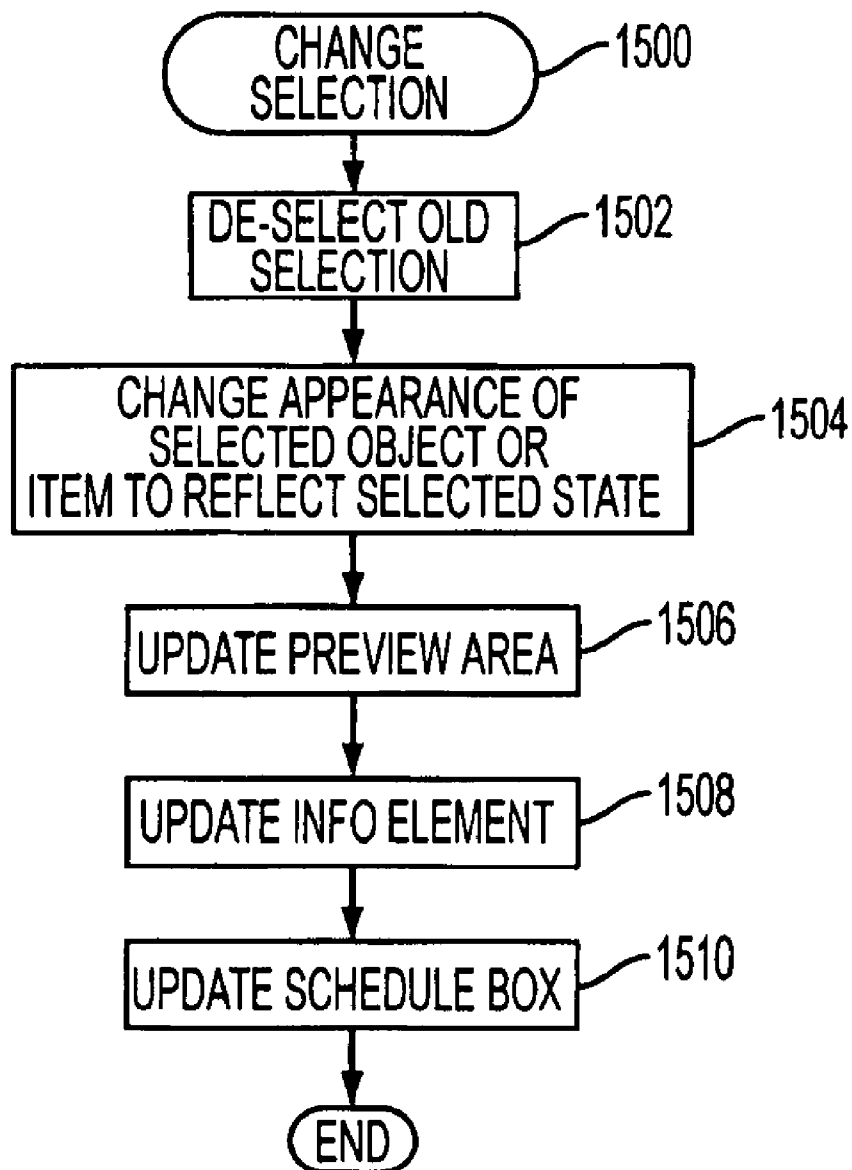 CHANGE
SELECTION
1500
DE-SELECT OLD
SELECTION
1502
CHANGE APPEARANCE OF
SELECTED OBJECT OR
ITEM TO REFLECT SELECTED STATE
1504
UPDATE PREVIEW AREA
1506
UPDATE INFO ELEMENT
1508
UPDATE SCHEDULE BOX
1510
END